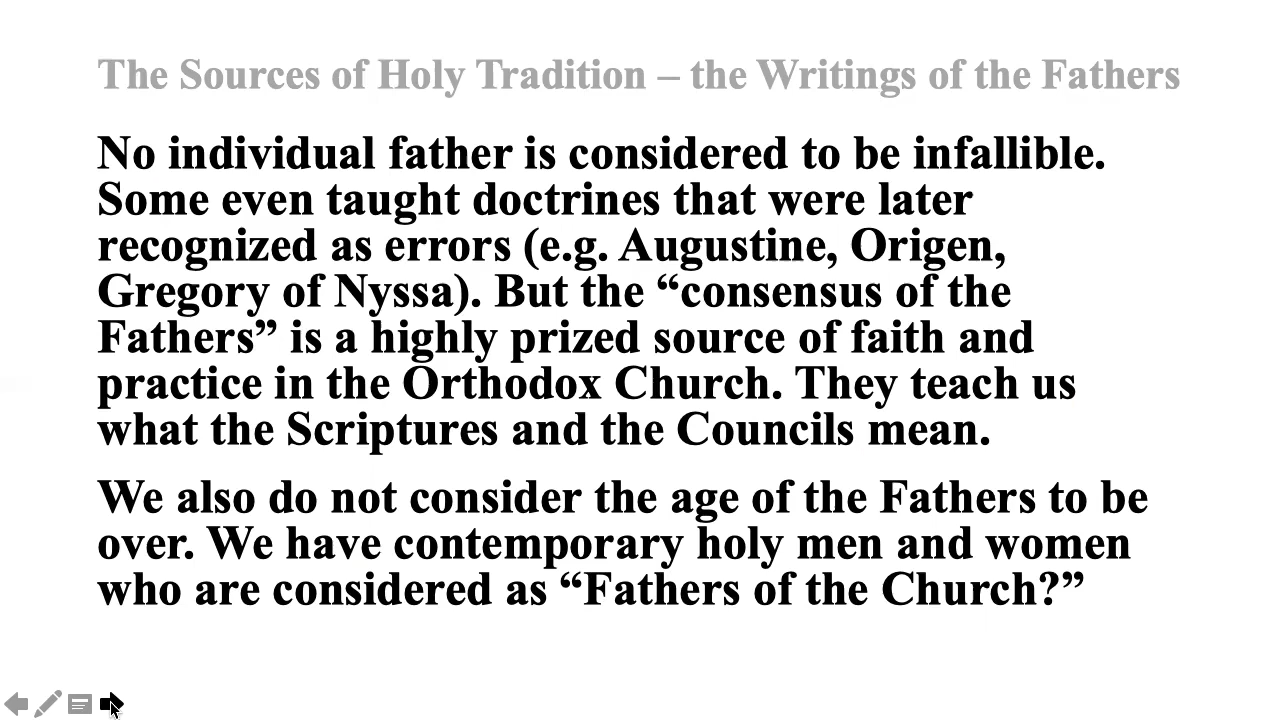 The Sources of Holy Tradition – the Writings of the Fathers
No individual father is considered to be infallible.
Some even taught doctrines that were later
recognized as errors (e.g. Augustine, Origen,
Gregory of Nyssa). But the “consensus of the
Fathers” is a highly prized source of faith and
practice in the Orthodox Church. They teach us
what the Scriptures and the Councils mean.
We also do not consider the age of the Fathers to be
over. We have contemporary holy men and women
who are considered as “Fathers of the Church?”